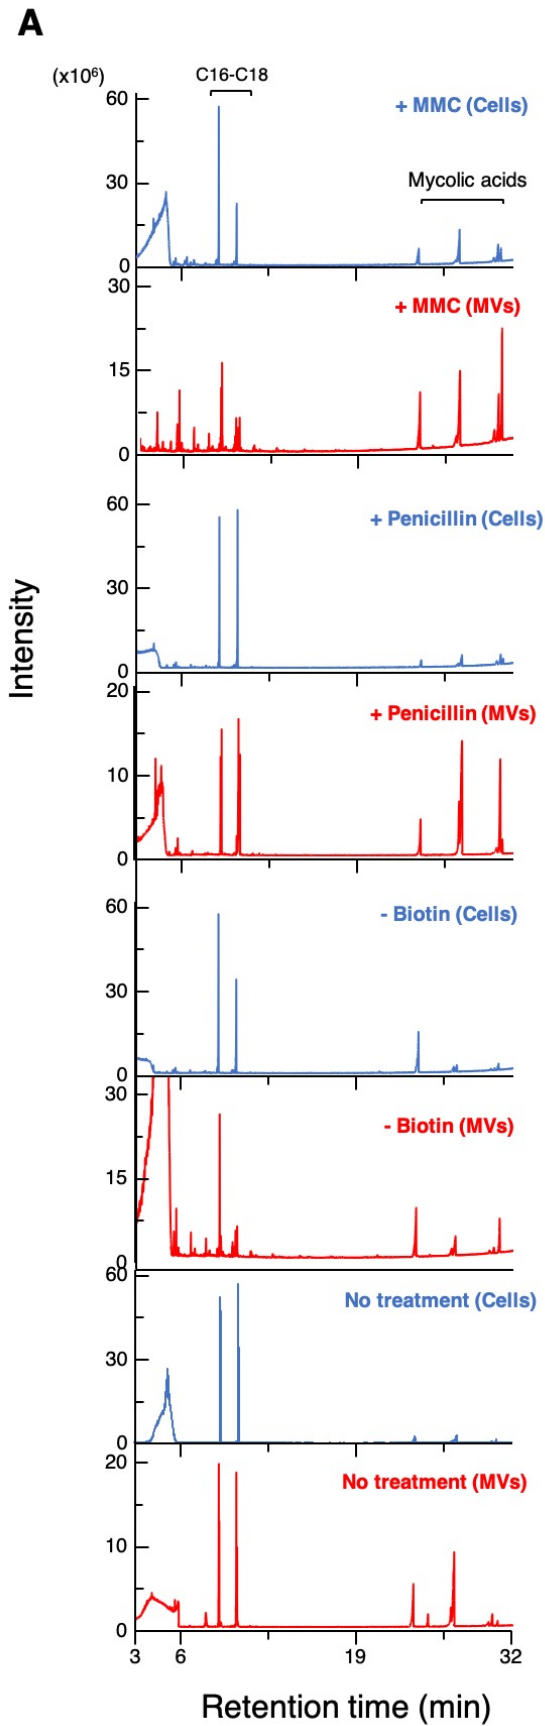 A
(x10⁶)
C16-C18
60
+ MMC (Cells)
Mycolic acids
30
0
30
+ MMC (MVs)
15
0
60
+ Penicillin (Cells)
30
0
20
+ Penicillin (MVs)
10
0
60
- Biotin (Cells)
30
0
30
- Biotin (MVs)
15
0
60
No treatment (Cells)
30
0
20
No treatment (MVs)
10
0
3 6 19 32
Intensity
Retention time (min)